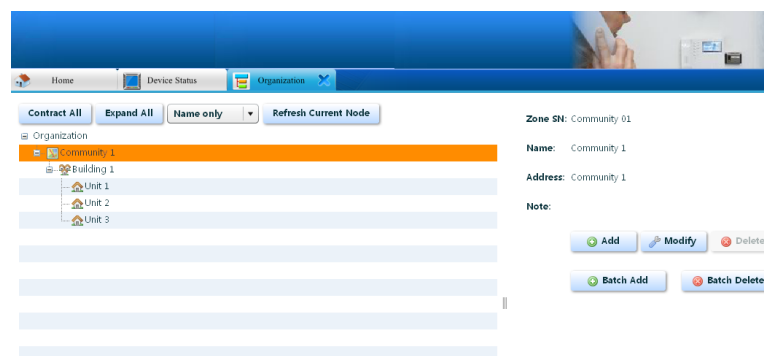 Home Device Status Organization
Contract All Expand All Name only Refresh Current Node
Organization
Community 1
Building 1
Unit 1
Unit 2
Unit 3
Zone SN: Community 01
Name: Community 1
Address: Community 1
Note:
Add Modify Delete
Batch Add Batch Delete